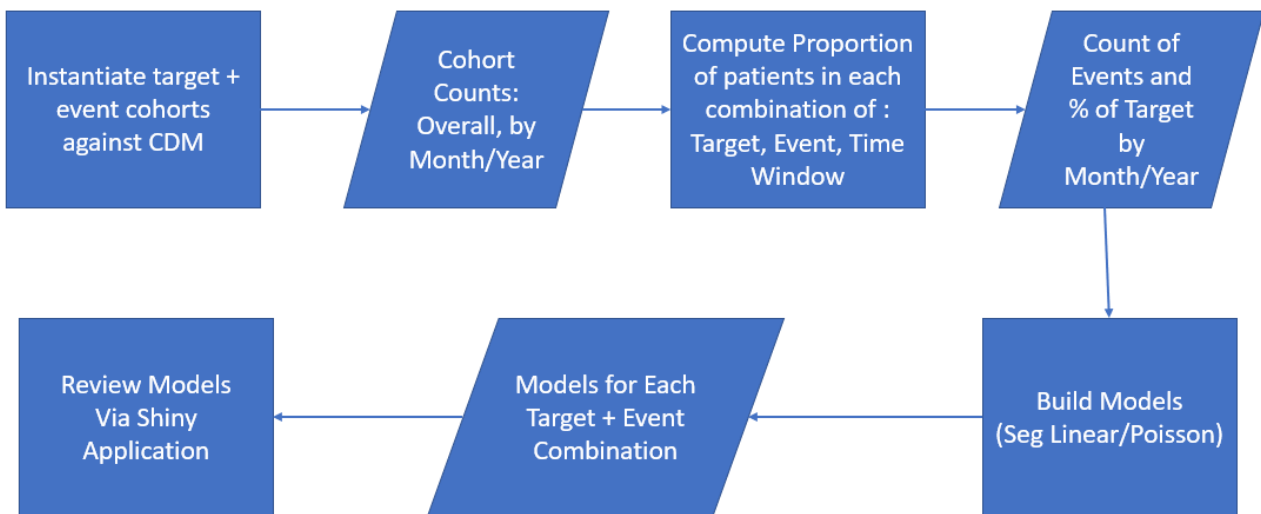 Instantiate target +
event cohorts
against CDM
Cohort
Counts:
Overall, by
Month/Year
Compute Proportion
of patients in each
combination of :
Target, Event, Time
Window
Count of
Events and
% of Target
by
Month/Year
Build Models
(Seg Linear/Poisson)
Models for Each
Target + Event
Combination
Review Models
Via Shiny
Application